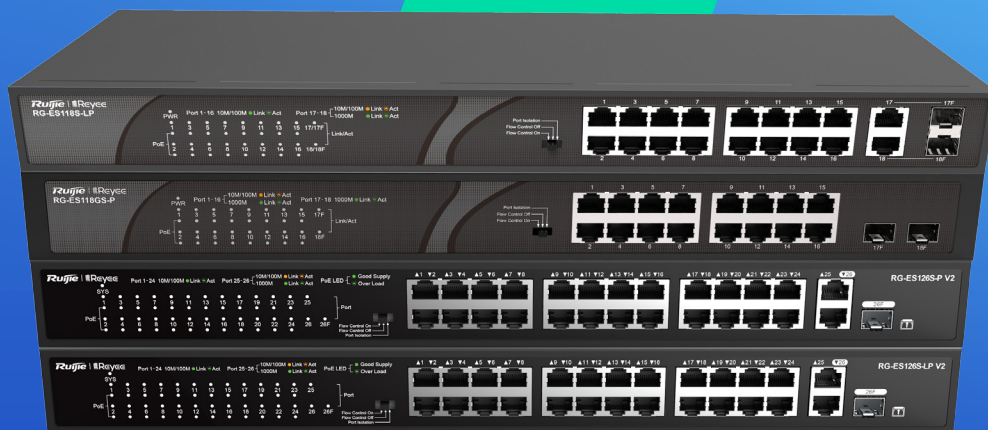 Ruijie | Reyee
RG-ES118S-LP
PWR Port 1-16 10M/100M Link Act Port 17-18 10M/100M Link Act
1000M Link Act
1 3 5 7 9 11 13 15 17/17F
PoE Link/Act
2 4 6 8 10 12 14 16 18/18F
Port Isolation
Flow Control Off
Flow Control On
1 3 5 7 9 11 13 15 17 17F
2 4 6 8 10 12 14 16 18 18F
Ruijie | Reyee
RG-ES118GS-P
PWR Port 1-16 10M/100M Link Act Port 17-18 1000M Link Act
1000M Link Act
1 3 5 7 9 11 13 15 17F
PoE Link/Act
2 4 6 8 10 12 14 16 18F
Port Isolation
Flow Control Off
Flow Control On
1 3 5 7 9 11 13 15
2 4 6 8 10 12 14 16 17F 18F
Ruijie | Reyee
SYS Port 1-24 10M/100M Link Act Port 25-26 10M/100M Link Act
1000M Link Act
PoE LED Good Supply
Over Load
1 3 5 7 9 11 13 15 17 19 21 23 25
PoE Port
2 4 6 8 10 12 14 16 18 20 22 24 26 26F
Flow Control On
Flow Control Off
Port Isolation
▲1 ▼2 ▲3 ▼4 ▲5 ▼6 ▲7 ▼8 ▲9 ▼10 ▲11 ▼12 ▲13 ▼14 ▲15 ▼16 ▲17 ▼18 ▲19 ▼20 ▲21 ▼22 ▲23 ▼24 ▲25 ▼26
RG-ES126S-P V2
26F
Ruijie | Reyee
SYS Port 1-24 10M/100M Link Act Port 25-26 10M/100M Link Act
1000M Link Act
PoE LED Good Supply
Over Load
1 3 5 7 9 11 13 15 17 19 21 23 25
PoE Port
2 4 6 8 10 12 14 16 18 20 22 24 26 26F
Flow Control On
Flow Control Off
Port Isolation
▲1 ▼2 ▲3 ▼4 ▲5 ▼6 ▲7 ▼8 ▲9 ▼10 ▲11 ▼12 ▲13 ▼14 ▲15 ▼16 ▲17 ▼18 ▲19 ▼20 ▲21 ▼22 ▲23 ▼24 ▲25 ▼26
RG-ES126S-LP V2
26F